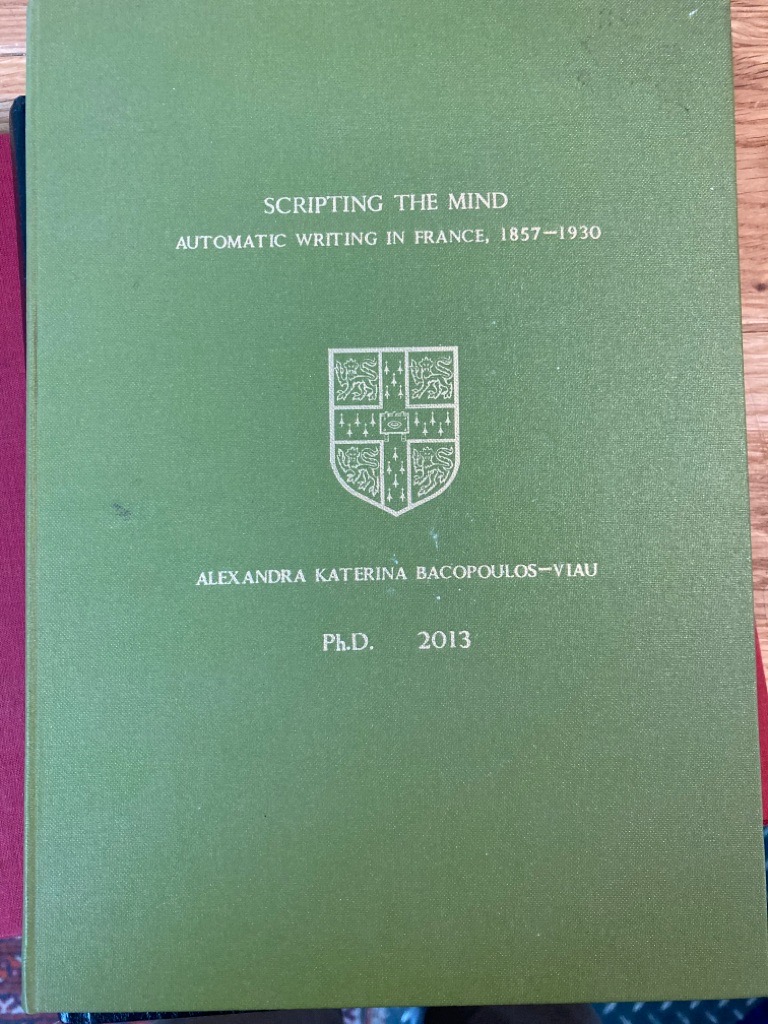 SCRIPTING THE MIND
AUTOMATIC WRITING IN FRANCE, 1857—1930
ALEXANDRA KATERINA BACOPOULOS—VIAU
Ph.D. 2013